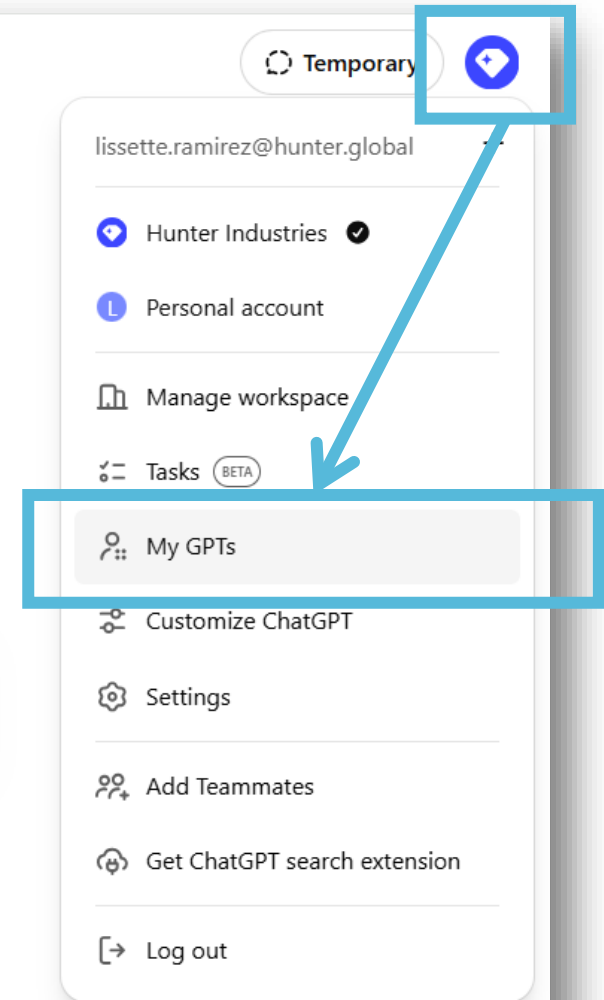 Temporary
lissette.ramirez@hunter.global
Hunter Industries
L Personal account
Manage workspace
Tasks BETA
My GPTs
Customize ChatGPT
Settings
Add Teammates
Get ChatGPT search extension
Log out